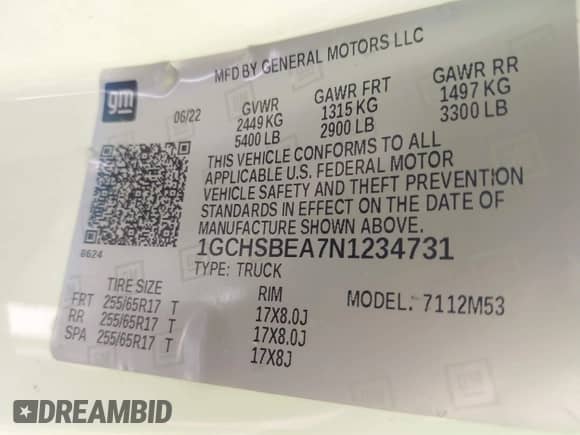 MFD BY GENERAL MOTORS LLC
gm
06/22 GVWR GAWR FRT GAWR RR
2449 KG 1315 KG 1497 KG
5400 LB 2900 LB 3300 LB
THIS VEHICLE CONFORMS TO ALL
APPLICABLE U.S. FEDERAL MOTOR
VEHICLE SAFETY AND THEFT PREVENTION
STANDARDS IN EFFECT ON THE DATE OF
MANUFACTURE SHOWN ABOVE.
8624 1GCHSBEA7N1234731
TYPE: TRUCK
TIRE SIZE RIM MODEL: 7112M53
FRT 255/65R17 T 17X8.0J
RR 255/65R17 T 17X8.0J
SPA 255/65R17 T 17X8J
DREAMBID